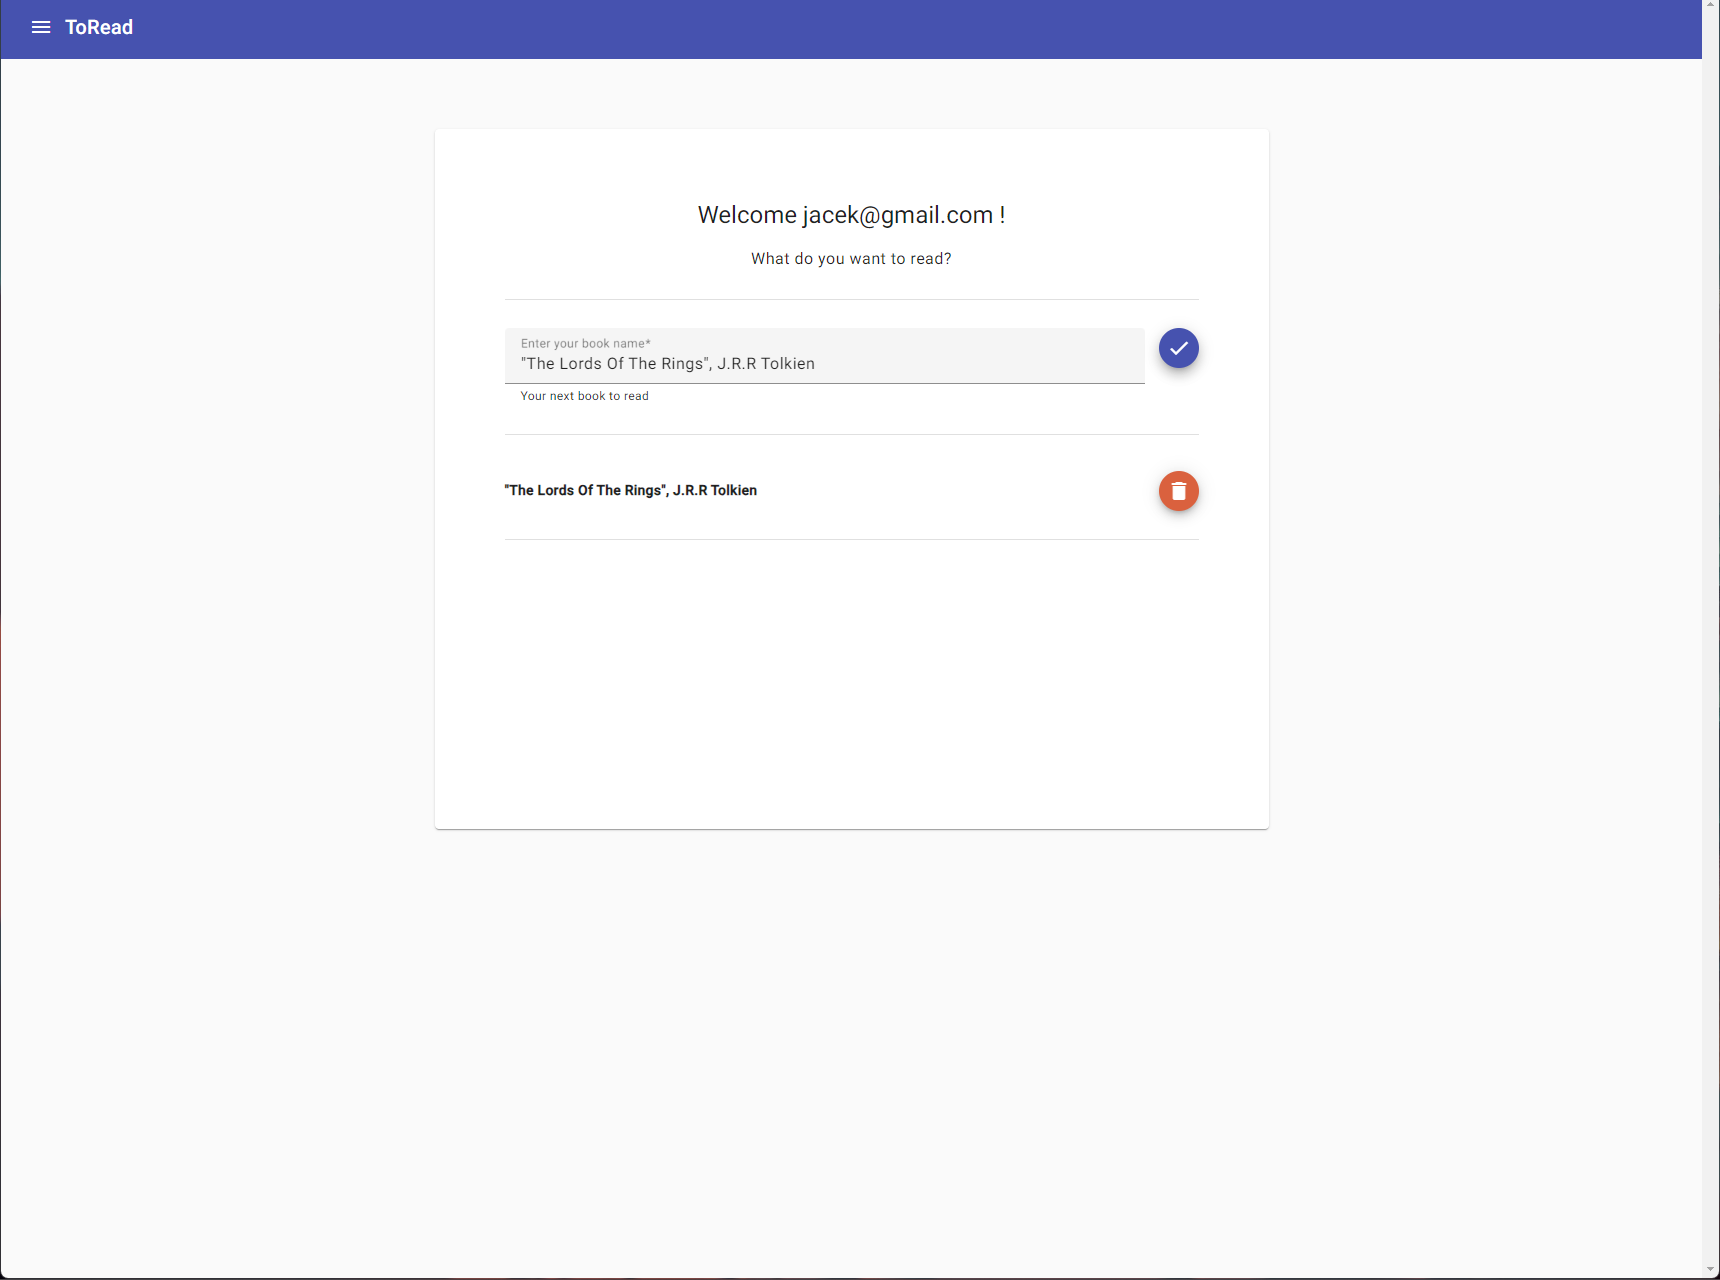 ToRead
Welcome jacek@gmail.com !
What do you want to read?
Enter your book name*
"The Lords Of The Rings", J.R.R Tolkien
Your next book to read
"The Lords Of The Rings", J.R.R Tolkien